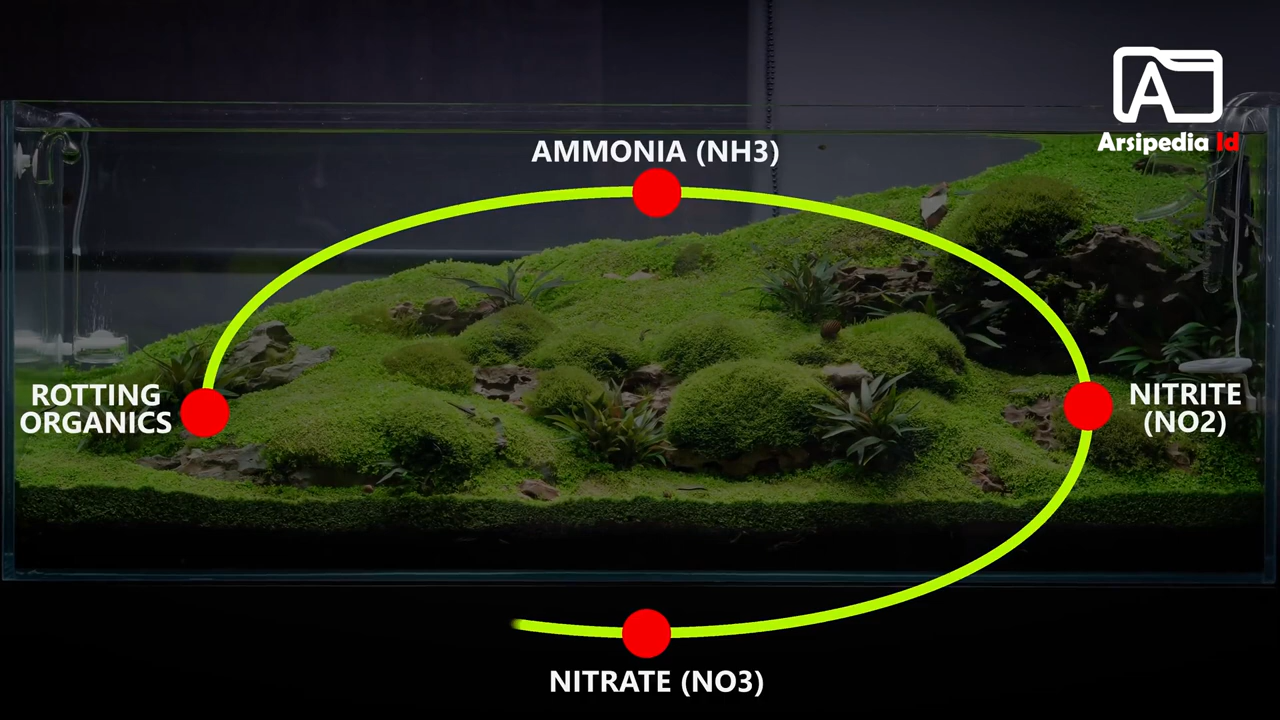 A
Arsipedia Id
AMMONIA (NH3)
ROTTING
ORGANICS
NITRITE
(NO2)
NITRATE (NO3)